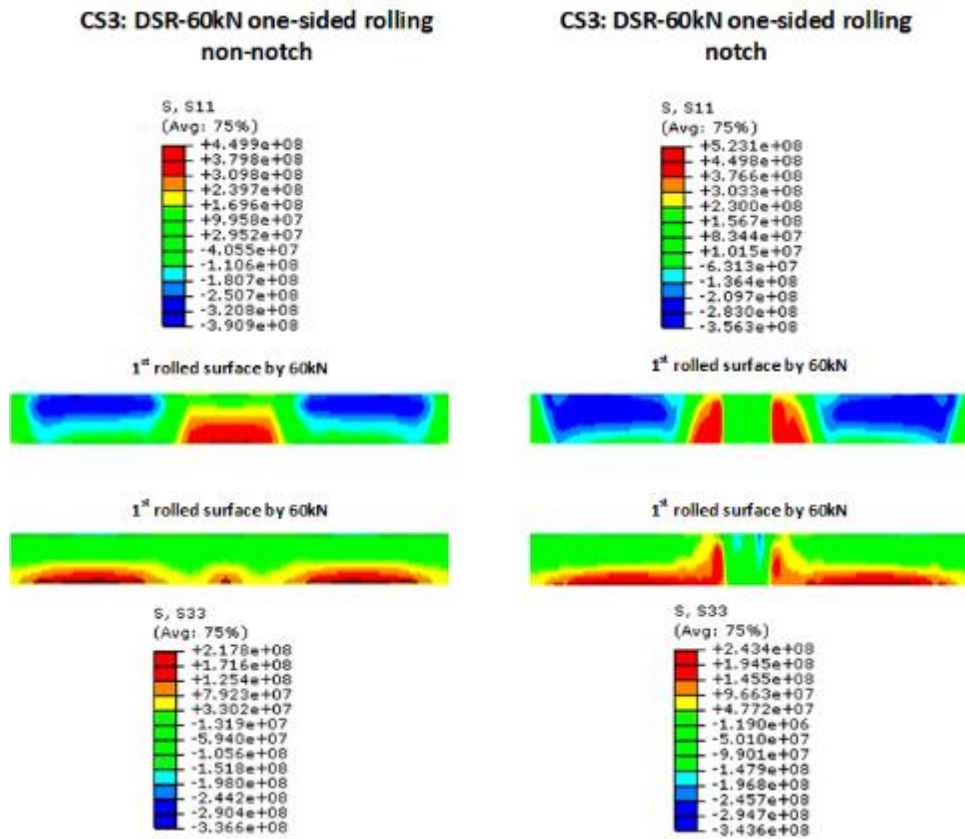 CS3: DSR-60kN one-sided rolling
non-notch
S, S11
(Avg: 75%)
+4.499e+08
+3.798e+08
+3.098e+08
+2.397e+08
+1.696e+08
+9.958e+07
+2.952e+07
-4.055e+07
-1.106e+08
-1.807e+08
-2.507e+08
-3.208e+08
-3.909e+08
1st rolled surface by 60kN
1st rolled surface by 60kN
S, S33
(Avg: 75%)
+2.178e+08
+1.716e+08
+1.254e+08
+7.923e+07
+3.302e+07
-1.319e+07
-5.940e+07
-1.056e+08
-1.518e+08
-1.980e+08
-2.442e+08
-2.904e+08
-3.366e+08
CS3: DSR-60kN one-sided rolling
notch
S, S11
(Avg: 75%)
+5.231e+08
+4.498e+08
+3.766e+08
+3.033e+08
+2.300e+08
+1.567e+08
+8.344e+07
+1.015e+07
-6.313e+07
-1.364e+08
-2.097e+08
-2.830e+08
-3.563e+08
1st rolled surface by 60kN
1st rolled surface by 60kN
S, S33
(Avg: 75%)
+2.434e+08
+1.945e+08
+1.455e+08
+9.663e+07
+4.772e+07
-1.190e+06
-5.010e+07
-9.901e+07
-1.479e+08
-1.968e+08
-2.457e+08
-2.947e+08
-3.436e+08